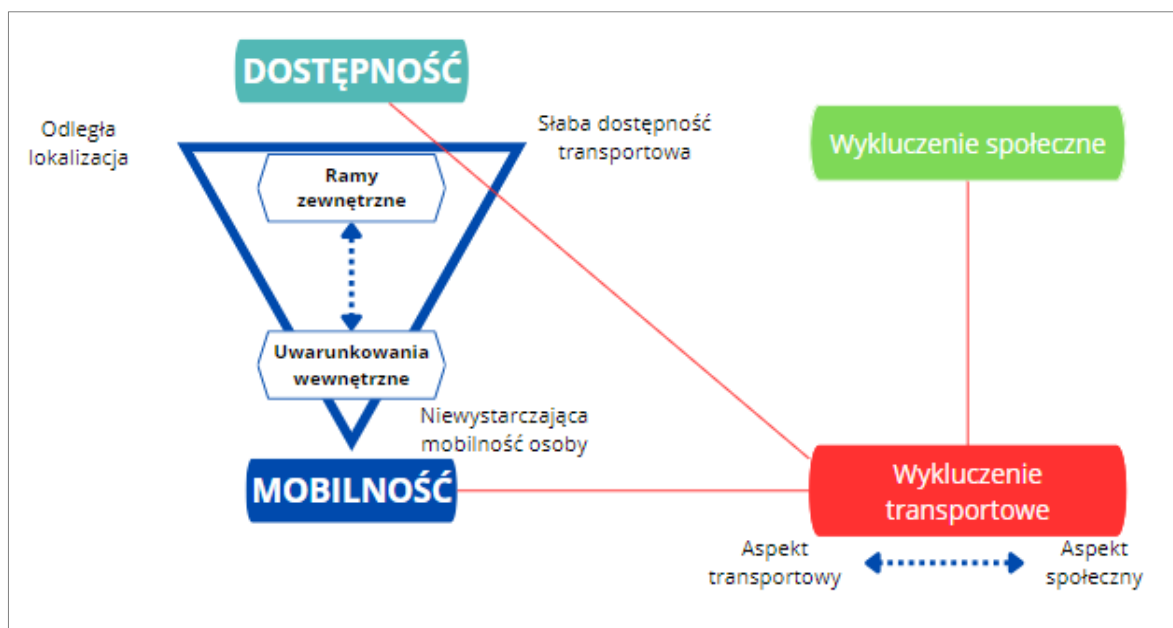 DOSTĘPNOŚĆ
Odległa
lokalizacja
Słaba dostępność
transportowa
Ramy
zewnętrzne
Uwarunkowania
wewnętrzne
Niewystarczająca
mobilność osoby
MOBILNOŚĆ
Wykluczenie społeczne
Wykluczenie
transportowe
Aspekt
transportowy
Aspekt
społeczny